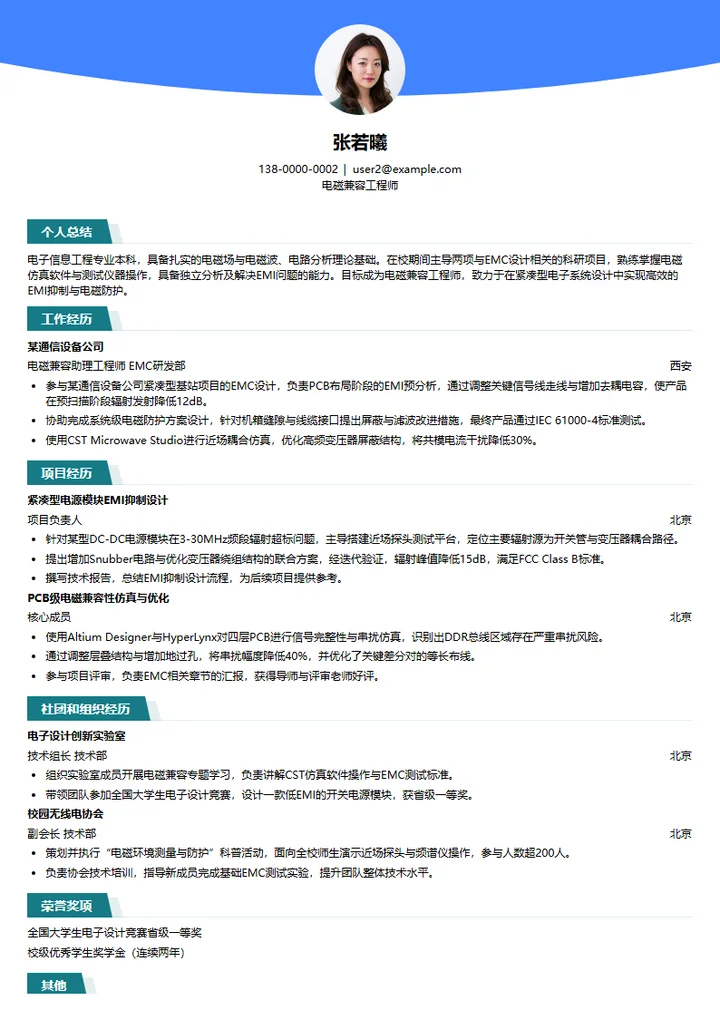 张若曦
138-0000-0002 | user2@example.com
电磁兼容工程师
个人总结
电子信息工程专业本科，具备扎实的电磁场与电磁波、电路分析理论基础。在校期间主导两项与EMC设计相关的科研项目，熟练掌握电磁
仿真软件与测试仪器操作，具备独立分析及解决EMI问题的能力。目标成为电磁兼容工程师，致力于在紧凑型电子系统设计中实现高效的
EMI抑制与电磁防护。
工作经历
某通信设备公司
电磁兼容助理工程师 EMC研发部 西安
• 参与某通信设备公司紧凑型基站项目的EMC设计，负责PCB布局阶段的EMI预分析，通过调整关键信号线走线与增加去耦电容，使产品
在预扫描阶段辐射发射降低12dB。
• 协助完成系统级电磁防护方案设计，针对机箱缝隙与线缆接口提出屏蔽与滤波改进措施，最终产品通过IEC 61000-4标准测试。
• 使用CST Microwave Studio进行近场耦合仿真，优化高频变压器屏蔽结构，将共模电流干扰降低30%。
项目经历
紧凑型电源模块EMI抑制设计
项目负责人 北京
• 针对某型DC-DC电源模块在3-30MHz频段辐射超标问题，主导搭建近场探头测试平台，定位主要辐射源为开关管与变压器耦合路径。
• 提出增加Snubber电路与优化变压器绕组结构的联合方案，经迭代验证，辐射峰值降低15dB，满足FCC Class B标准。
• 撰写技术报告，总结EMI抑制设计流程，为后续项目提供参考。
PCB级电磁兼容性仿真与优化
核心成员 北京
• 使用Altium Designer与HyperLynx对四层PCB进行信号完整性与串扰仿真，识别出DDR总线区域存在严重串扰风险。
• 通过调整层叠结构与增加地过孔，将串扰幅度降低40%，并优化了关键差分对的等长布线。
• 参与项目评审，负责EMC相关章节的汇报，获得导师与评审老师好评。
社团和组织经历
电子设计创新实验室
技术组长 技术部 北京
• 组织实验室成员开展电磁兼容专题学习，负责讲解CST仿真软件操作与EMC测试标准。
• 带领团队参加全国大学生电子设计竞赛，设计一款低EMI的开关电源模块，获省级一等奖。
校园无线电协会
副会长 技术部 北京
• 策划并执行“电磁环境测量与防护”科普活动，面向全校师生演示近场探头与频谱仪操作，参与人数超200人。
• 负责协会技术培训，指导新成员完成基础EMC测试实验，提升团队整体技术水平。
荣誉奖项
全国大学生电子设计竞赛省级一等奖
校级优秀学生奖学金（连续两年）
其他